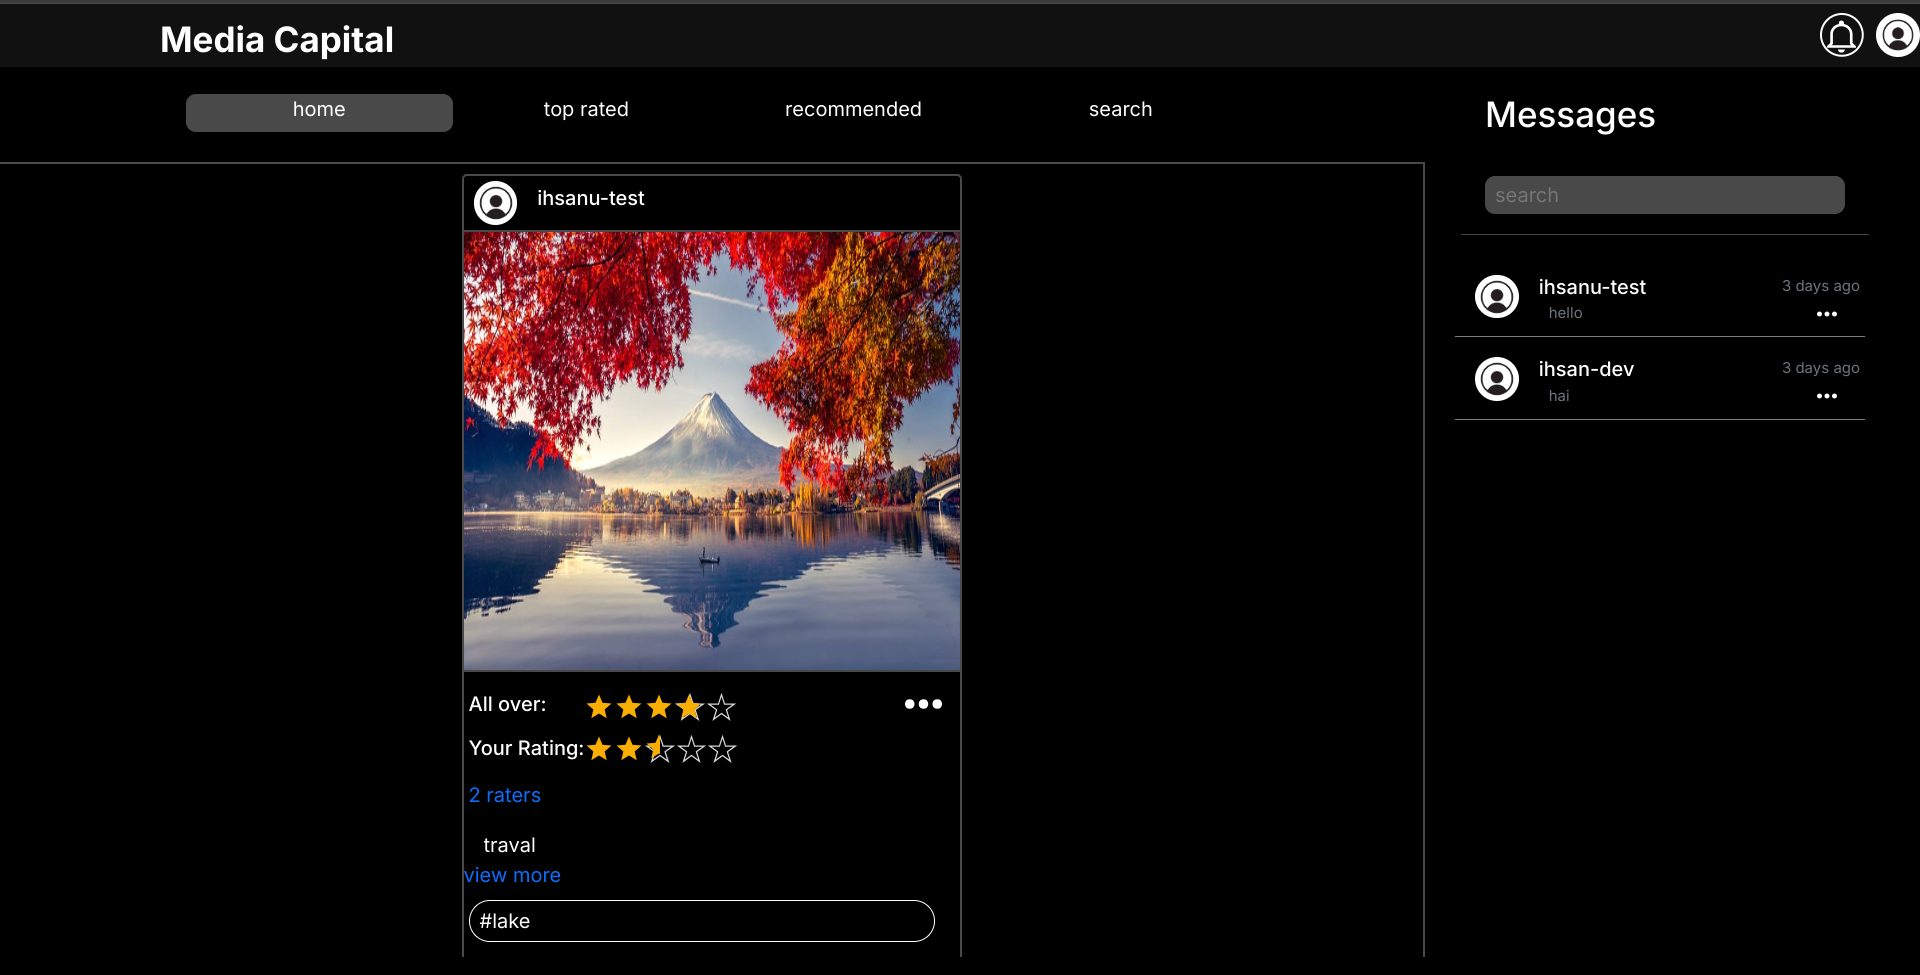 Media Capital
home
top rated
recommended
search
ihsanu-test
All over:
Your Rating:
2 raters
traval
view more
#lake
Messages
search
ihsanu-test
3 days ago
hello
ihsan-dev
3 days ago
hai